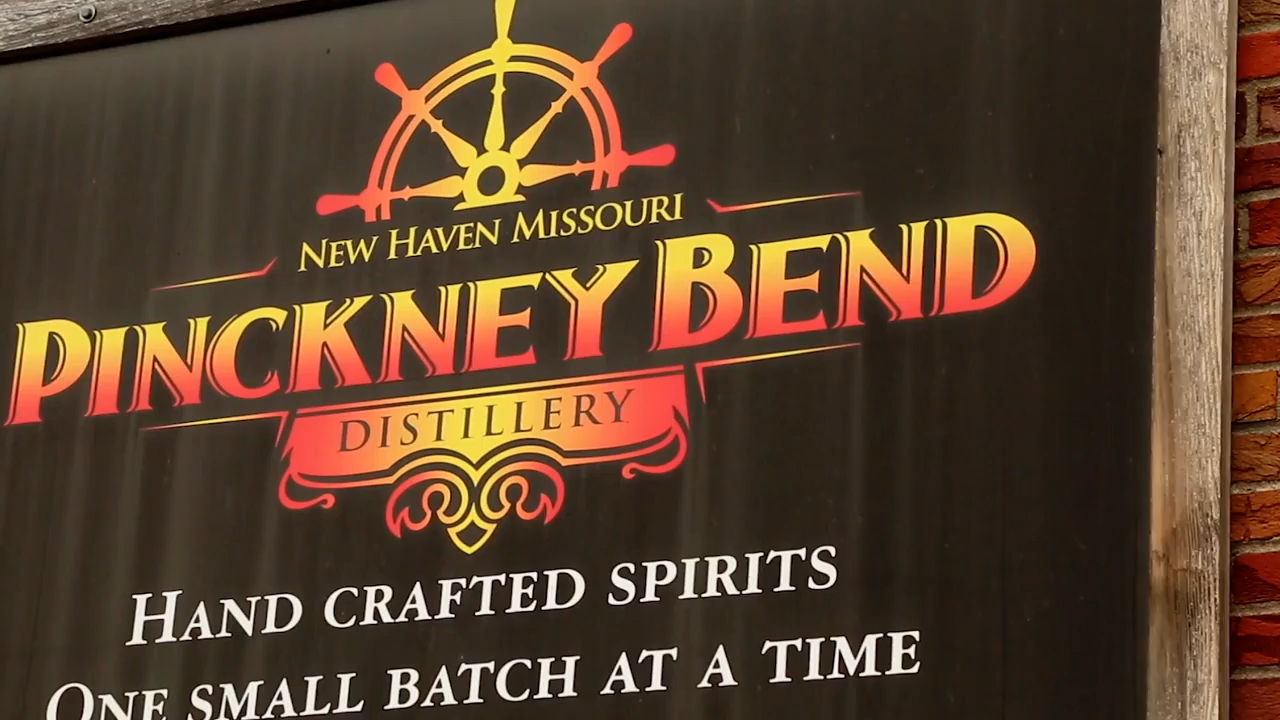 New Haven Missouri
Pinckney Bend
DISTILLERY
Hand crafted spirits
One small batch at a time